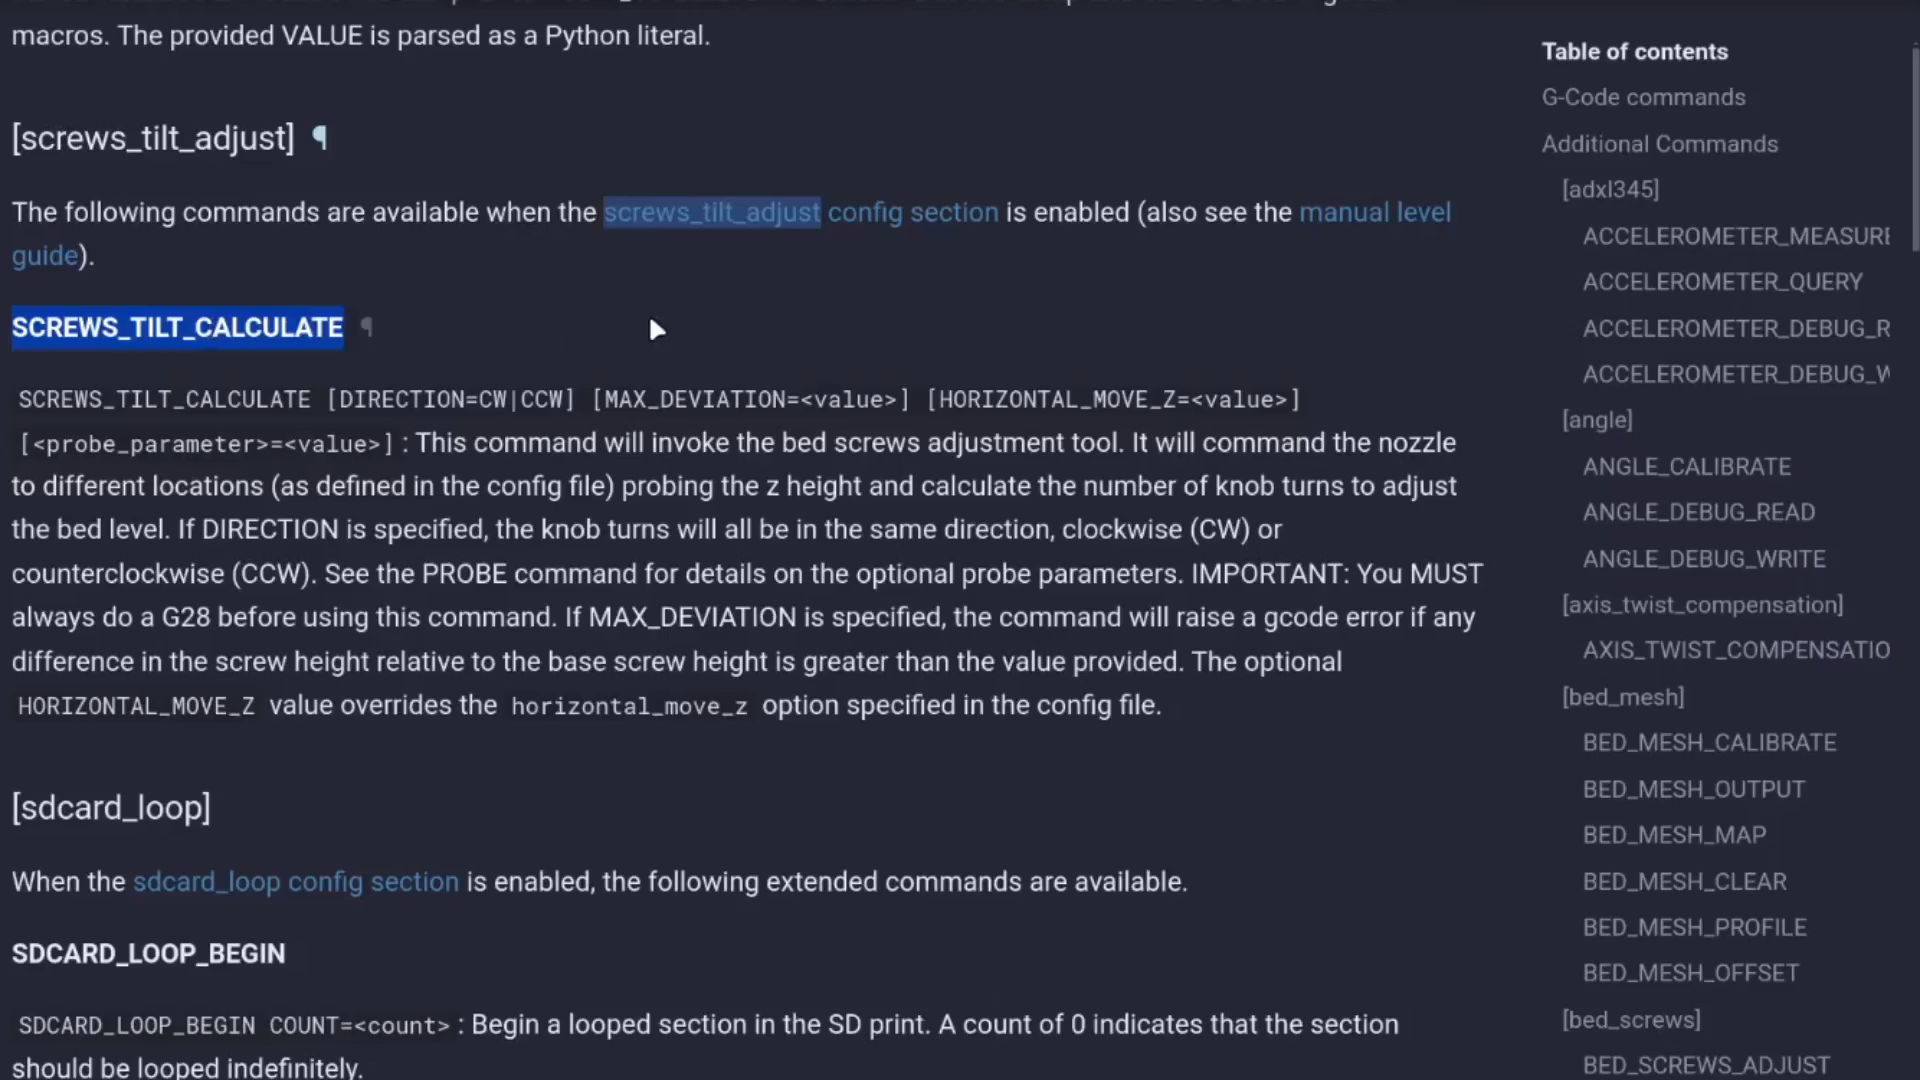 macros. The provided VALUE is parsed as a Python literal.
[screws_tilt_adjust] ¶
The following commands are available when the screws_tilt_adjust config section is enabled (also see the manual level
guide).
SCREWS_TILT_CALCULATE ¶
SCREWS_TILT_CALCULATE [DIRECTION=CW|CCW] [MAX_DEVIATION=<value>] [HORIZONTAL_MOVE_Z=<value>]
[<probe_parameter>=<value>] : This command will invoke the bed screws adjustment tool. It will command the nozzle
to different locations (as defined in the config file) probing the z height and calculate the number of knob turns to adjust
the bed level. If DIRECTION is specified, the knob turns will all be in the same direction, clockwise (CW) or
counterclockwise (CCW). See the PROBE command for details on the optional probe parameters. IMPORTANT: You MUST
always do a G28 before using this command. If MAX_DEVIATION is specified, the command will raise a gcode error if any
difference in the screw height relative to the base screw height is greater than the value provided. The optional
HORIZONTAL_MOVE_Z value overrides the horizontal_move_z option specified in the config file.
[sdcard_loop]
When the sdcard_loop config section is enabled, the following extended commands are available.
SDCARD_LOOP_BEGIN
SDCARD_LOOP_BEGIN COUNT=<count> : Begin a looped section in the SD print. A count of 0 indicates that the section
should be looped indefinitely.
Table of contents
G-Code commands
Additional Commands
[adxl345]
ACCELEROMETER_MEASURE
ACCELEROMETER_QUERY
ACCELEROMETER_DEBUG_R
ACCELEROMETER_DEBUG_W
[angle]
ANGLE_CALIBRATE
ANGLE_DEBUG_READ
ANGLE_DEBUG_WRITE
[axis_twist_compensation]
AXIS_TWIST_COMPENSATIO
[bed_mesh]
BED_MESH_CALIBRATE
BED_MESH_OUTPUT
BED_MESH_MAP
BED_MESH_CLEAR
BED_MESH_PROFILE
BED_MESH_OFFSET
[bed_screws]
BED_SCREWS_ADJUST